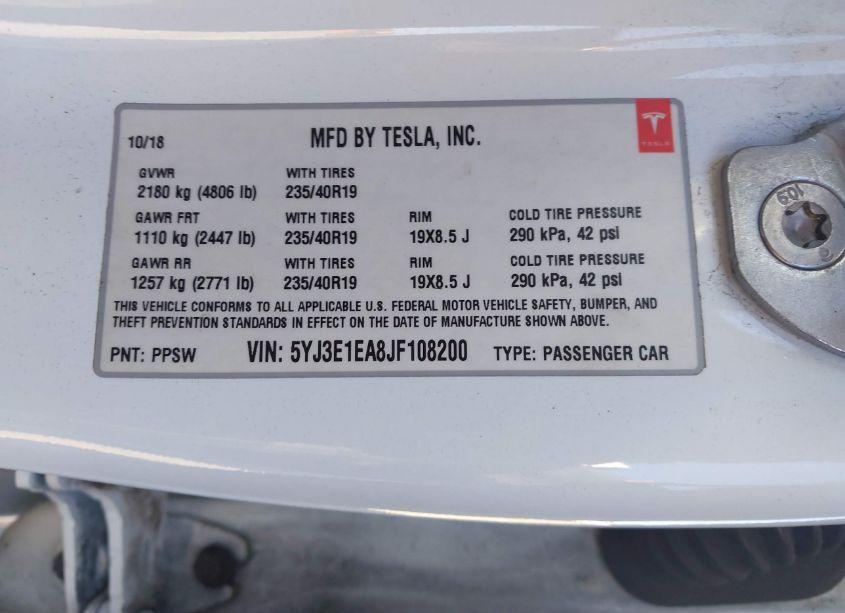 10/18 MFD BY TESLA, INC.
TESLA
GVWR WITH TIRES
2180 kg (4806 lb) 235/40R19
GAWR FRT WITH TIRES RIM COLD TIRE PRESSURE
1110 kg (2447 lb) 235/40R19 19X8.5 J 290 kPa, 42 psi
GAWR RR WITH TIRES RIM COLD TIRE PRESSURE
1257 kg (2771 lb) 235/40R19 19X8.5 J 290 kPa, 42 psi
THIS VEHICLE CONFORMS TO ALL APPLICABLE U.S. FEDERAL MOTOR VEHICLE SAFETY, BUMPER, AND
THEFT PREVENTION STANDARDS IN EFFECT ON THE DATE OF MANUFACTURE SHOWN ABOVE.
PNT: PPSW VIN: 5YJ3E1EA8JF108200 TYPE: PASSENGER CAR